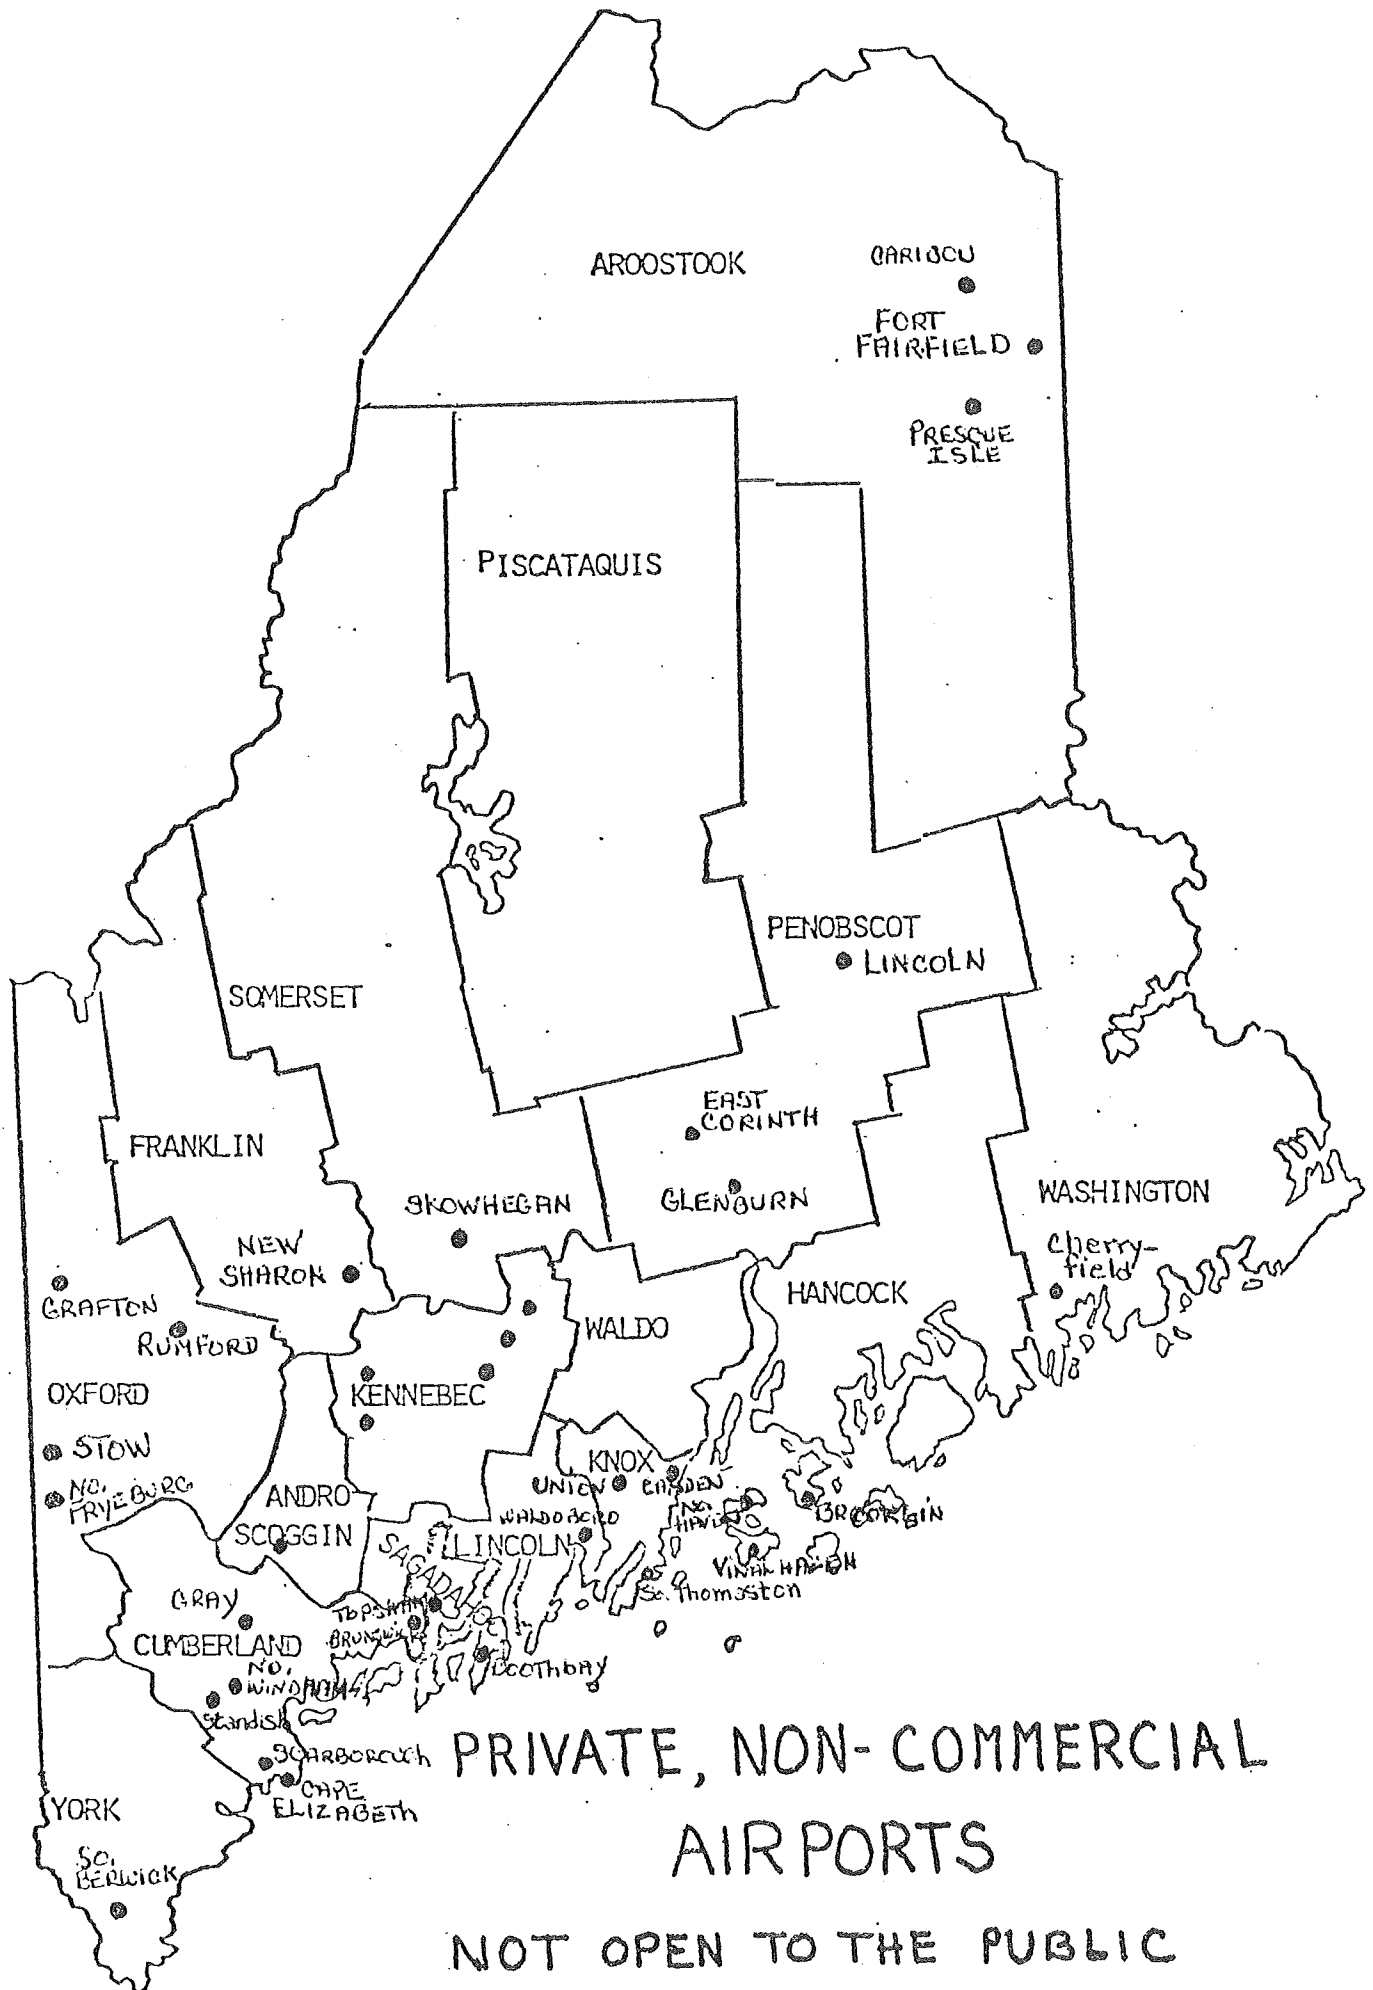 AROOSTOOK
CARIBOU
FORT
FAIRFIELD
PRESQUE
ISLE
PISCATAQUIS
PENOBSCOT
LINCOLN
SOMERSET
EAST
CORINTH
FRANKLIN
GLENBURN
WASHINGTON
SKOWHEGAN
NEW
SHARON
Cherry-
field
GRAFTON
HANCOCK
RUMFORD
WALDO
OXFORD
KENNEBEC
STOW
NO.
FRYEBURG
KNOX
UNION
CAMDEN
ANDRO
SCOGGIN
WALDOBORO
NO.
HAVEN
BROOKLIN
LINCOLN
SAGADAHOC
VINALHAVEN
So. Thomaston
GRAY
TOPSHAM
BRUNSWICK
CUMBERLAND
NO.
WINDHAM
BOOTHBAY
Standish
SCARBOROUGH
CAPE
ELIZABETH
YORK
SO.
BERWICK
PRIVATE, NON-COMMERCIAL
AIRPORTS
NOT OPEN TO THE PUBLIC